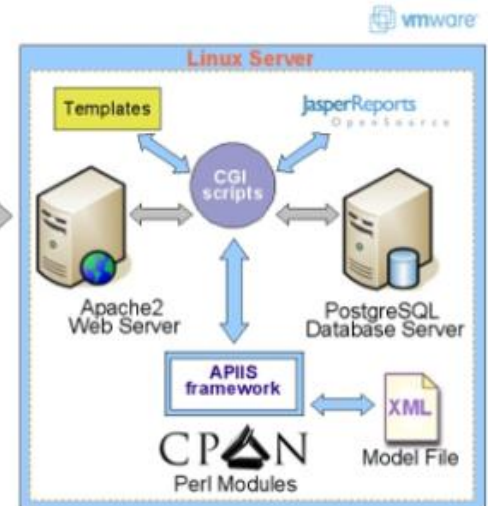 vmware
Linux Server
Templates
JasperReports
OpenSource
CGI
scripts
Apache2
Web Server
PostgreSQL
Database Server
APIIS
framework
XML
CPAN
Perl Modules
Model File